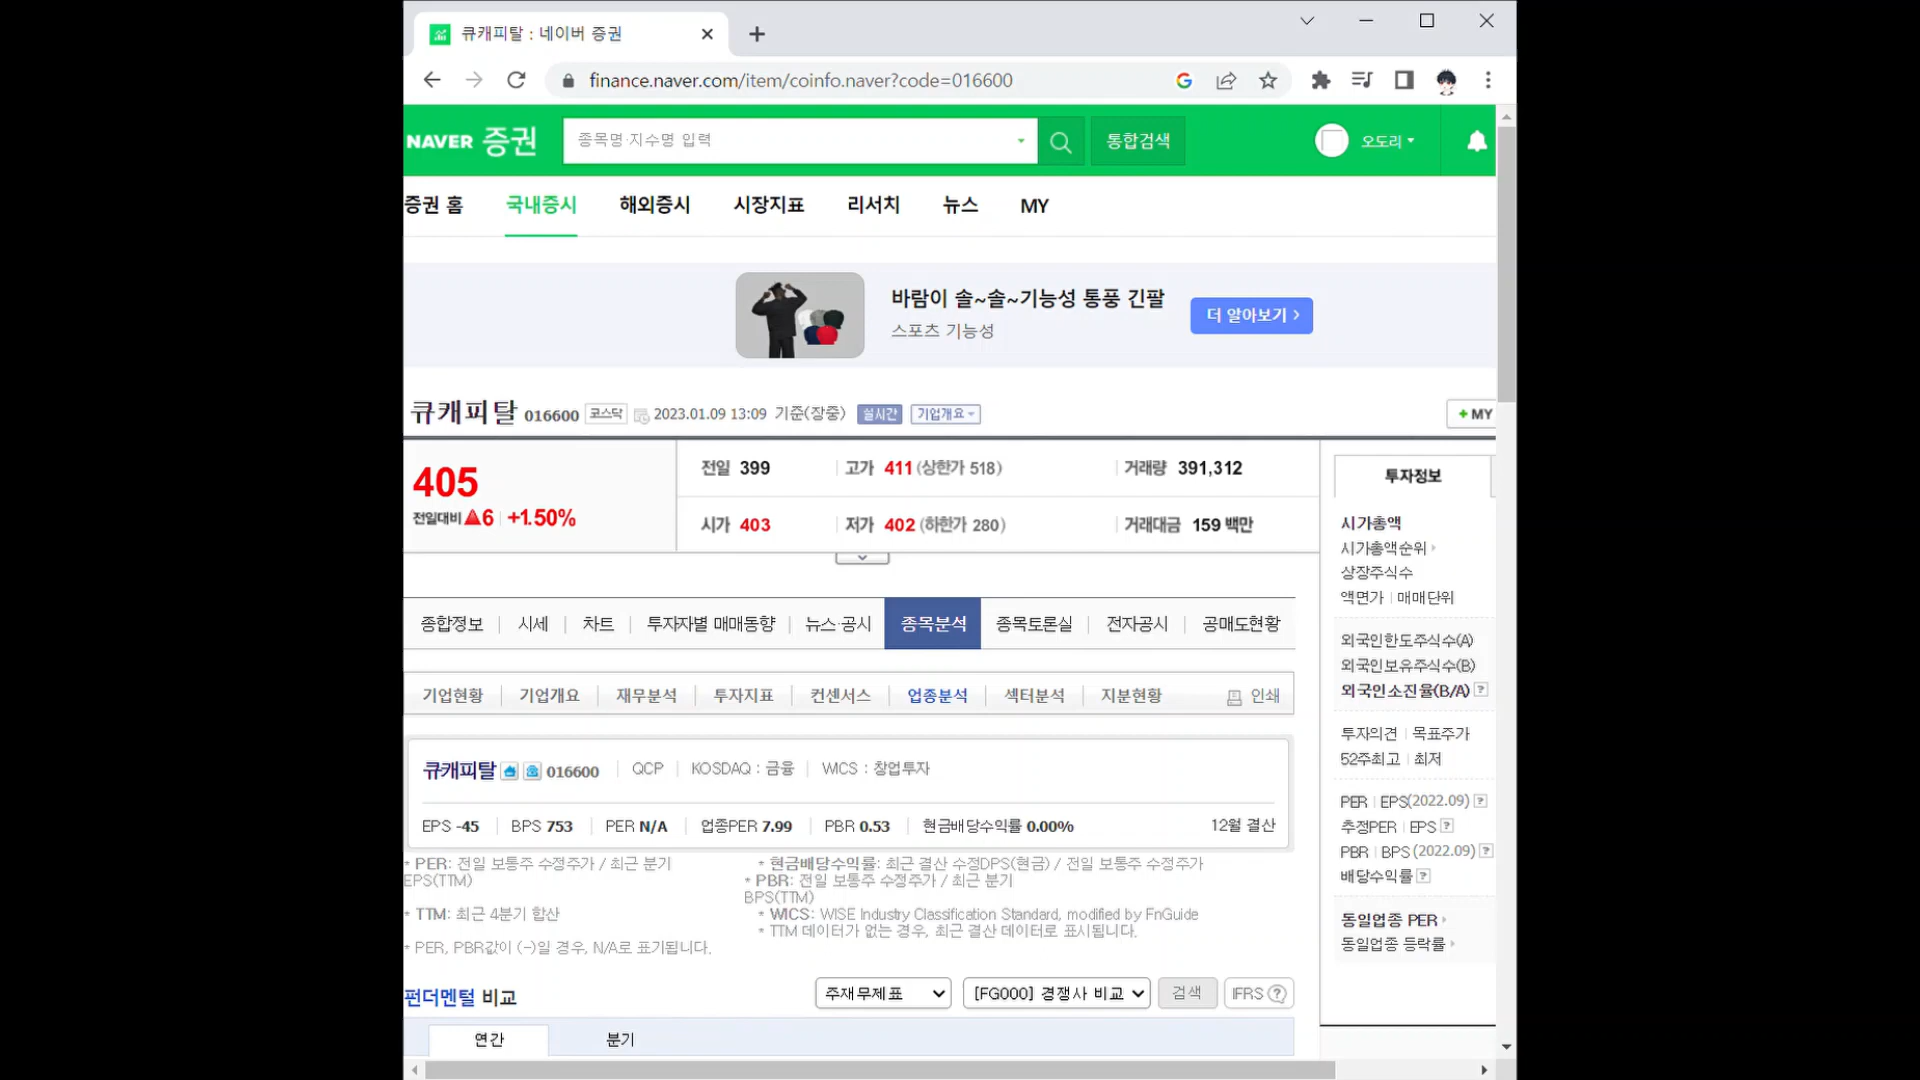 큐캐피탈 : 네이버 증권
finance.naver.com/item/coinfo.naver?code=016600
NAVER 증권
종목명·지수명 입력
통합검색
오도리
증권 홈 국내증시 해외증시 시장지표 리서치 뉴스 MY
바람이 솔~솔~기능성 통풍 긴팔
스포츠 기능성
더 알아보기 >
큐캐피탈 016600 코스닥 2023.01.09 13:09 기준(장중) 실시간 기업개요
+ MY
405
전일대비 ▲6 +1.50%
전일 399 고가 411 (상한가 518) 거래량 391,312
시가 403 저가 402 (하한가 280) 거래대금 159 백만
종합정보 시세 차트 투자자별 매매동향 뉴스·공시 종목분석 종목토론실 전자공시 공매도현황
기업현황 기업개요 재무분석 투자지표 컨센서스 업종분석 섹터분석 지분현황 인쇄
큐캐피탈 016600 QCP KOSDAQ : 금융 WICS : 창업투자
EPS -45 BPS 753 PER N/A 업종PER 7.99 PBR 0.53 현금배당수익률 0.00% 12월 결산
* PER: 전일 보통주 수정주가 / 최근 분기
EPS(TTM)
* TTM: 최근 4분기 합산
* PER, PBR값이 (-)일 경우, N/A로 표기됩니다.
* 현금배당수익률: 최근 결산 수정DPS(현금) / 전일 보통주 수정주가
* PBR: 전일 보통주 수정주가 / 최근 분기
BPS(TTM)
* WICS: WISE Industry Classification Standard, modified by FnGuide
* TTM 데이터가 없는 경우, 최근 결산 데이터로 표시됩니다.
펀더멘털 비교
주재무제표 [FG000] 경쟁사 비교 검색 IFRS ?
연간 분기
투자정보
시가총액
시가총액순위
상장주식수
액면가 | 매매단위
외국인한도주식수(A)
외국인보유주식수(B)
외국인소진율(B/A) ?
투자의견 | 목표주가
52주최고 | 최저
PER | EPS(2022.09) ?
추정PER | EPS ?
PBR | BPS (2022.09) ?
배당수익률 ?
동일업종 PER
동일업종 등락률